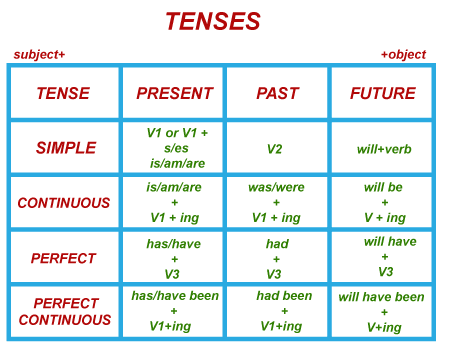 TENSES
subject+ +object
TENSE PRESENT PAST FUTURE
SIMPLE
V1 or V1 +
s/es
is/am/are
V2
will+verb
CONTINUOUS
is/am/are
+
V1 + ing
was/were
+
V1 + ing
will be
+
V + ing
PERFECT
has/have
+
V3
had
+
V3
will have
+
V3
PERFECT
CONTINUOUS
has/have been
+
V1+ing
had been
+
V1+ing
will have been
+
V+ing